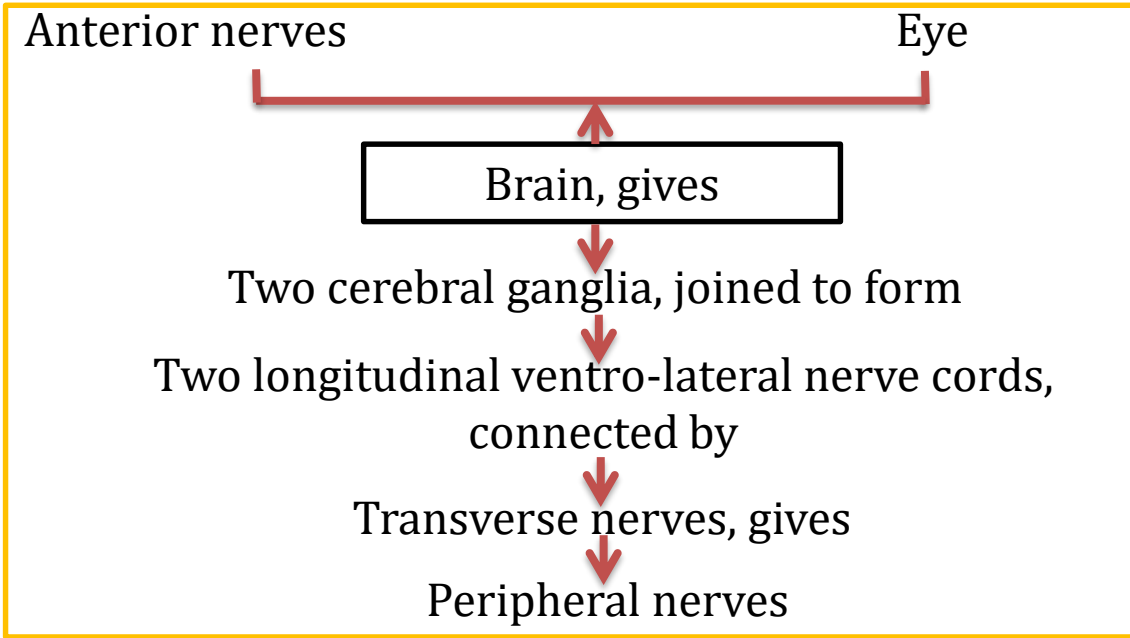 Anterior nerves
Eye
Brain, gives
Two cerebral ganglia, joined to form
Two longitudinal ventro-lateral nerve cords,
connected by
Transverse nerves, gives
Peripheral nerves